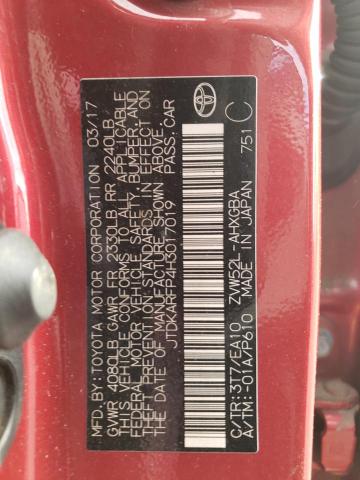 MFD.BY:TOYOTA MOTOR CORPORATION 03/17
GVWR 4080LB GAWR FR 2330LB RR 2240LB
THIS VEHICLE CONFORMS TO ALL APPLICABLE
FEDERAL MOTOR VEHICLE SAFETY, BUMPER, AND
THEFT PREVENTION STANDARDS IN EFFECT ON
THE DATE OF MANUFACTURE SHOWN ABOVE.
JTDKARFP4H3017019 PASS.CAR
C/TR:3T7/EA10 ZVW52L-AHXGBA
A/TM:-01A/P610 MADE IN JAPAN 751 C
TOYOTA